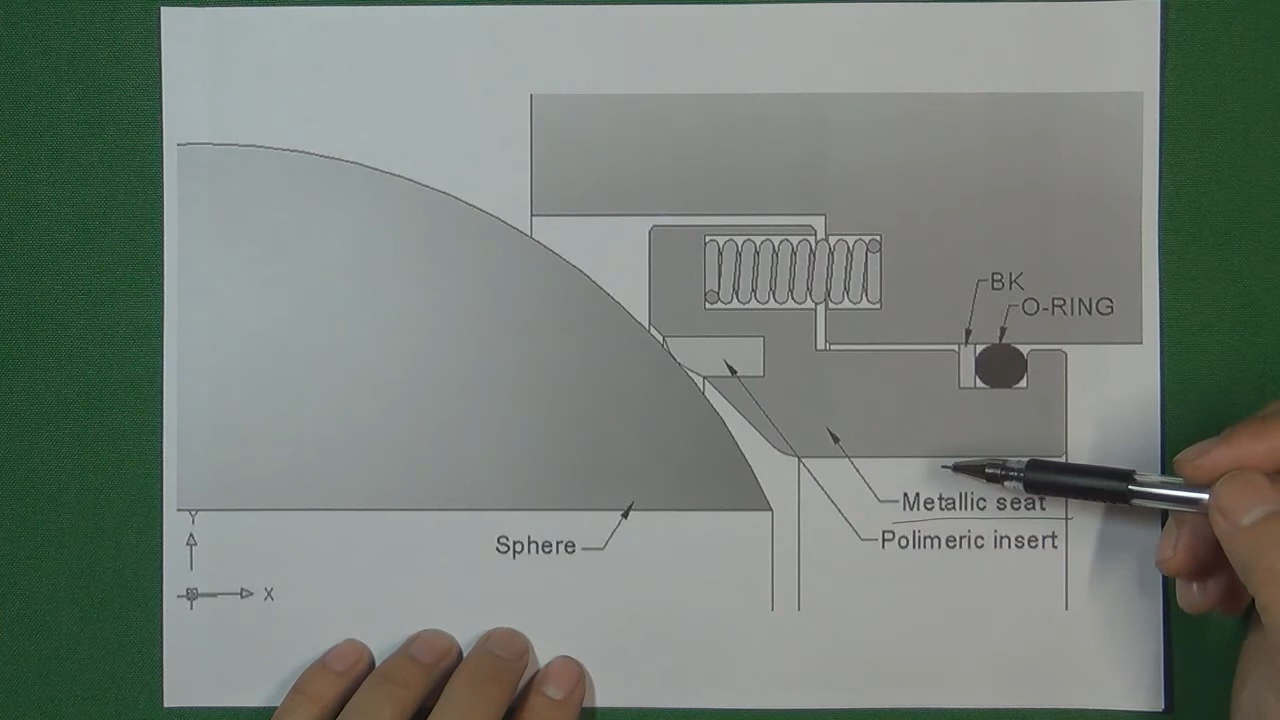 BK
O-RING
Metallic seat
Polimeric insert
Sphere
Y
X